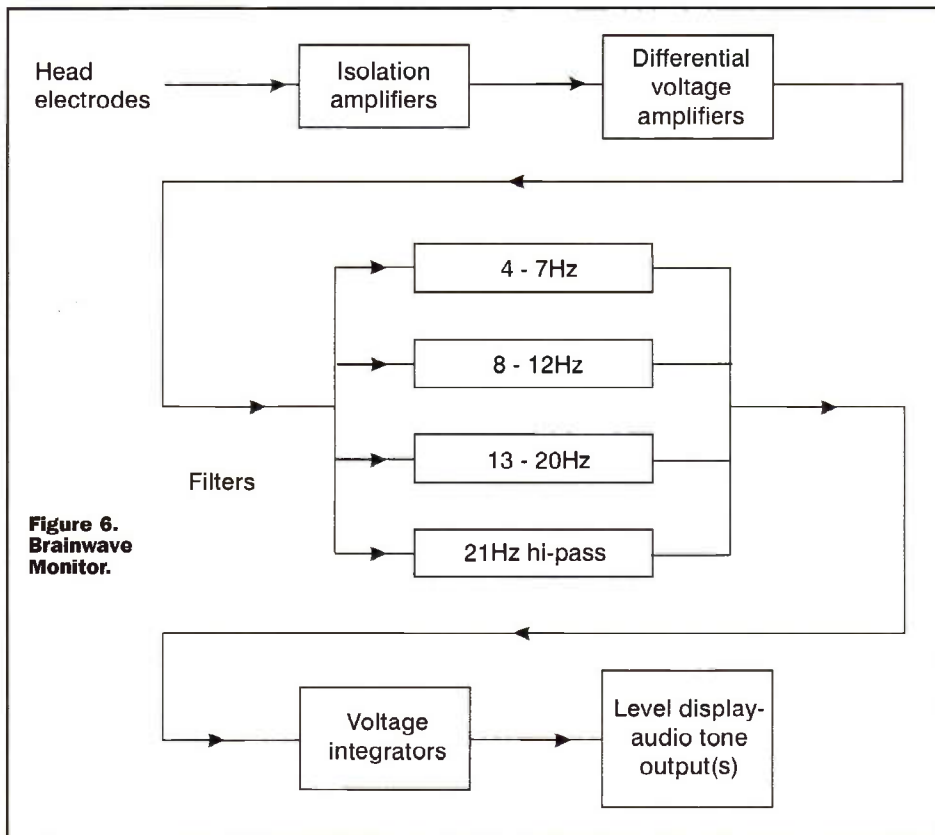 Head
electrodes
Isolation
amplifiers
Differential
voltage
amplifiers
4 - 7Hz
8 - 12Hz
13 - 20Hz
21Hz hi-pass
Filters
Figure 6.
Brainwave
Monitor.
Voltage
integrators
Level display-
audio tone
output(s)